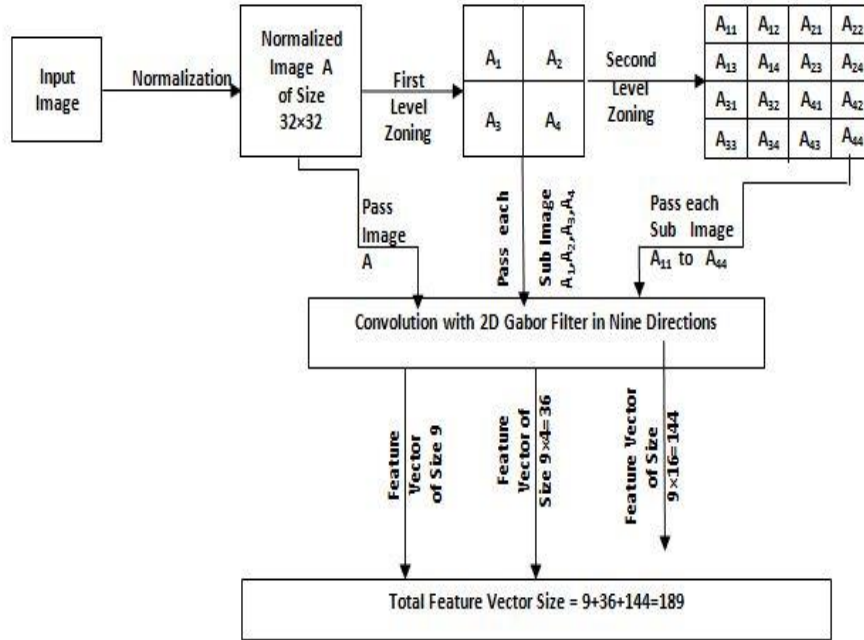 Input
Image
Normalization
Normalized
Image A
of Size
32×32
First
Level
Zoning
A₁ A₂
A₃ A₄
Second
Level
Zoning
A₁₁ A₁₂ A₂₁ A₂₂
A₁₃ A₁₄ A₂₃ A₂₄
A₃₁ A₃₂ A₄₁ A₄₂
A₃₃ A₃₄ A₄₃ A₄₄
Pass
Image
A
Pass each
Sub Image
A₁,A₂,A₃,A₄
Pass each
Sub Image
A₁₁ to A₄₄
Convolution with 2D Gabor Filter in Nine Directions
Feature
Vector
of Size 9
Feature
Vector of
Size 9×4=36
Feature Vector
of Size
9×16=144
Total Feature Vector Size = 9+36+144=189